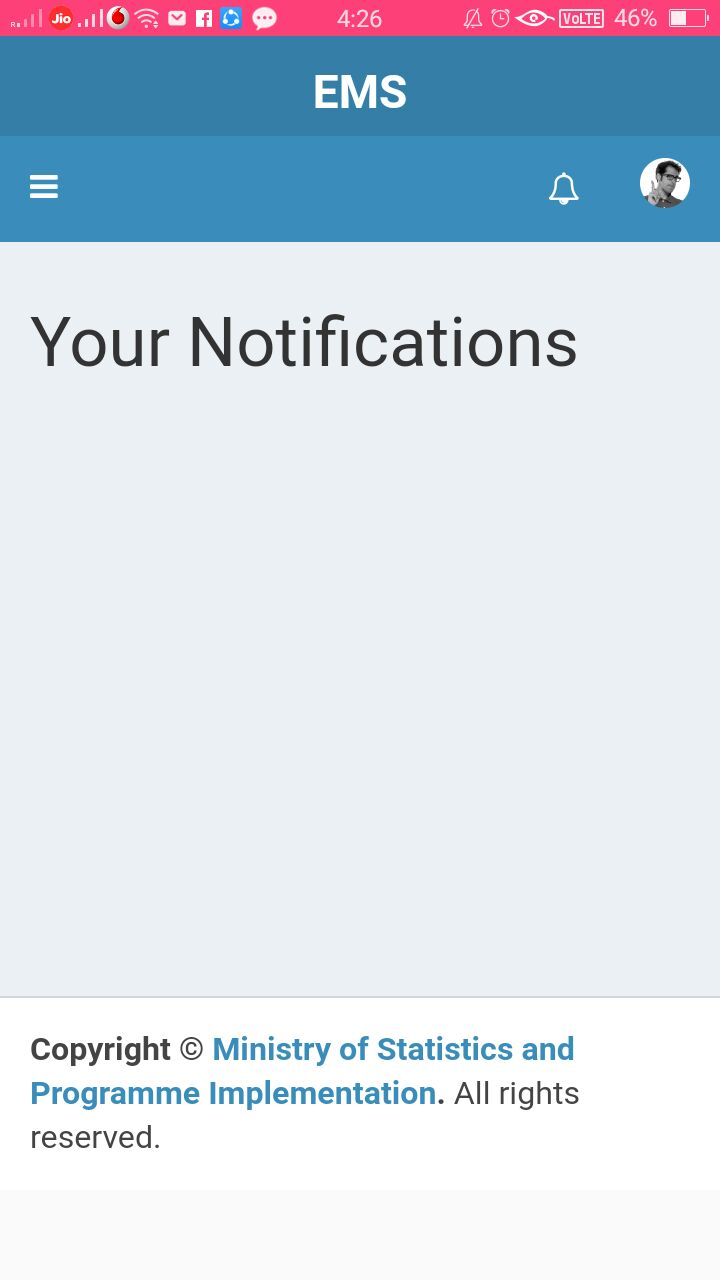 Jio 4:26 VoLTE 46%
EMS
Your Notifications
Copyright © Ministry of Statistics and
Programme Implementation. All rights
reserved.